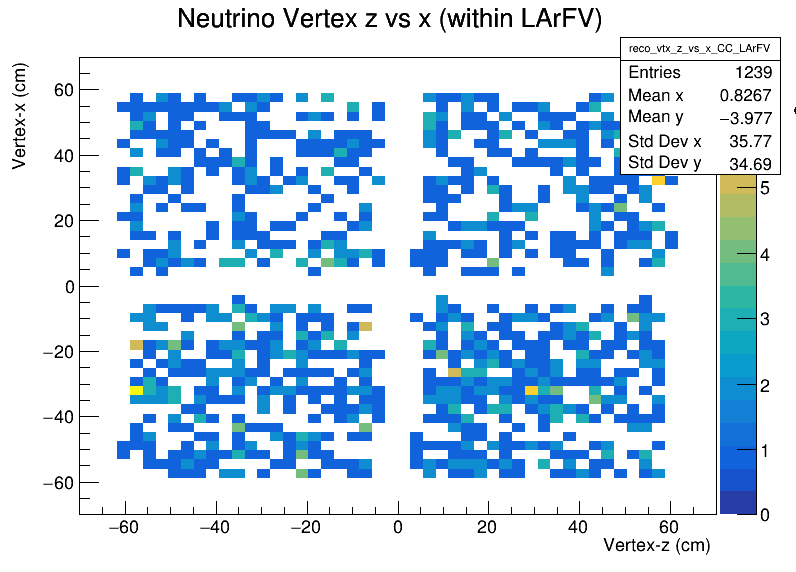 Neutrino Vertex z vs x (within LArFV)
reco_vtx_z_vs_x_CC_LArFV
Entries 1239
Mean x 0.8267
Mean y −3.977
Std Dev x 35.77
Std Dev y 34.69
Vertex-x (cm)
60
40
20
0
−20
−40
−60
5
4
3
2
1
0
−60 −40 −20 0 20 40 60
Vertex-z (cm)